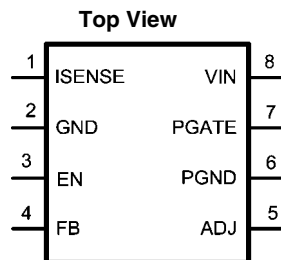 Top View
1 ISENSE VIN 8
2 GND PGATE 7
3 EN PGND 6
4 FB ADJ 5